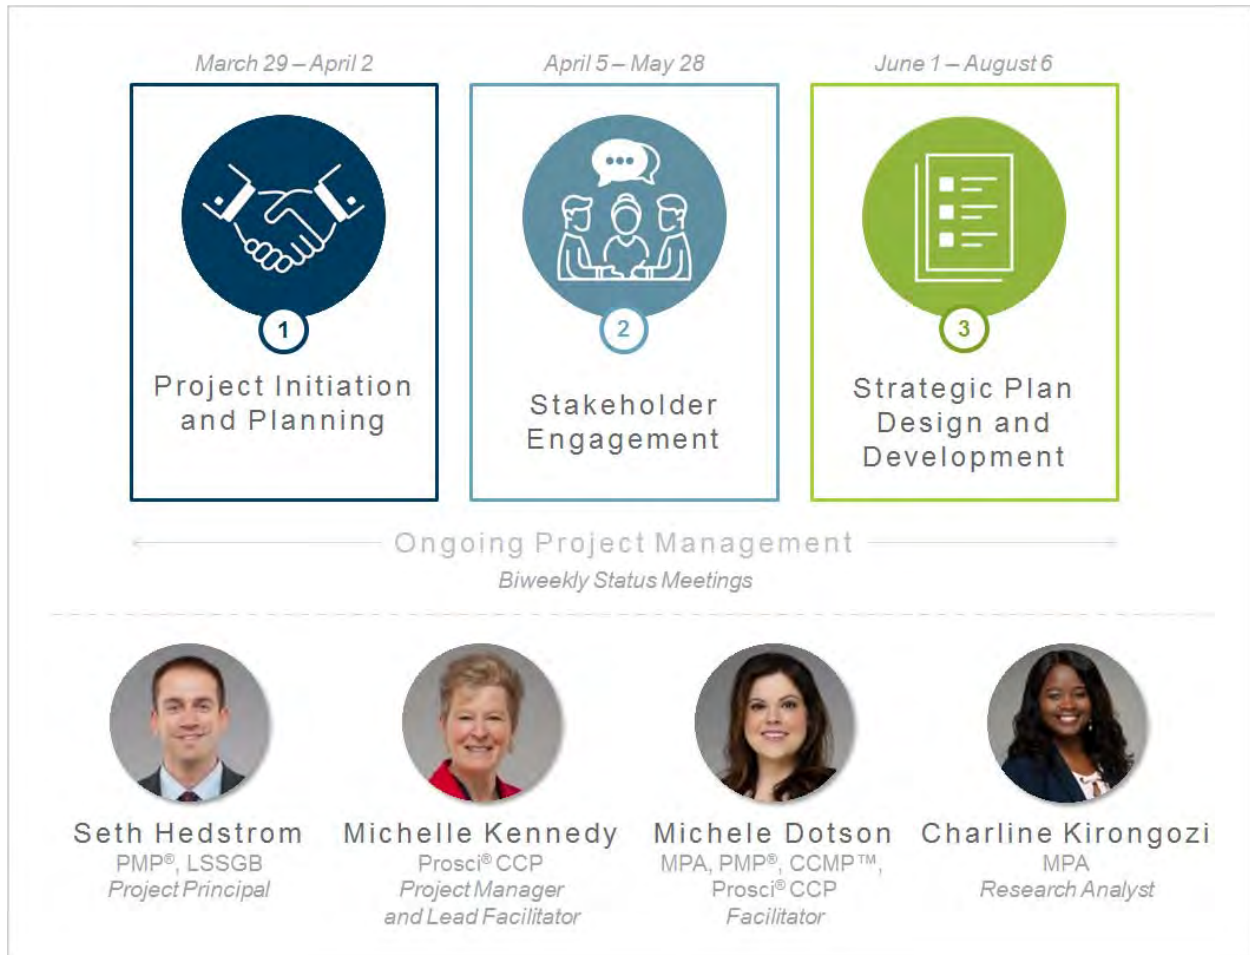 March 29 – April 2
April 5 – May 28
June 1 – August 6
1
Project Initiation
and Planning
2
Stakeholder
Engagement
3
Strategic Plan
Design and
Development
Ongoing Project Management
Biweekly Status Meetings
Seth Hedstrom
PMP®, LSSGB
Project Principal
Michelle Kennedy
Prosci® CCP
Project Manager
and Lead Facilitator
Michele Dotson
MPA, PMP®, CCMP™,
Prosci® CCP
Facilitator
Charline Kirongozi
MPA
Research Analyst